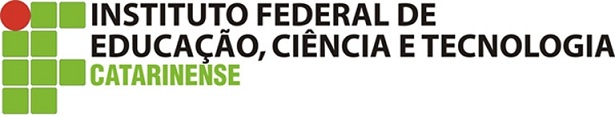 INSTITUTO FEDERAL DE
EDUCAÇÃO, CIÊNCIA E TECNOLOGIA
CATARINENSE